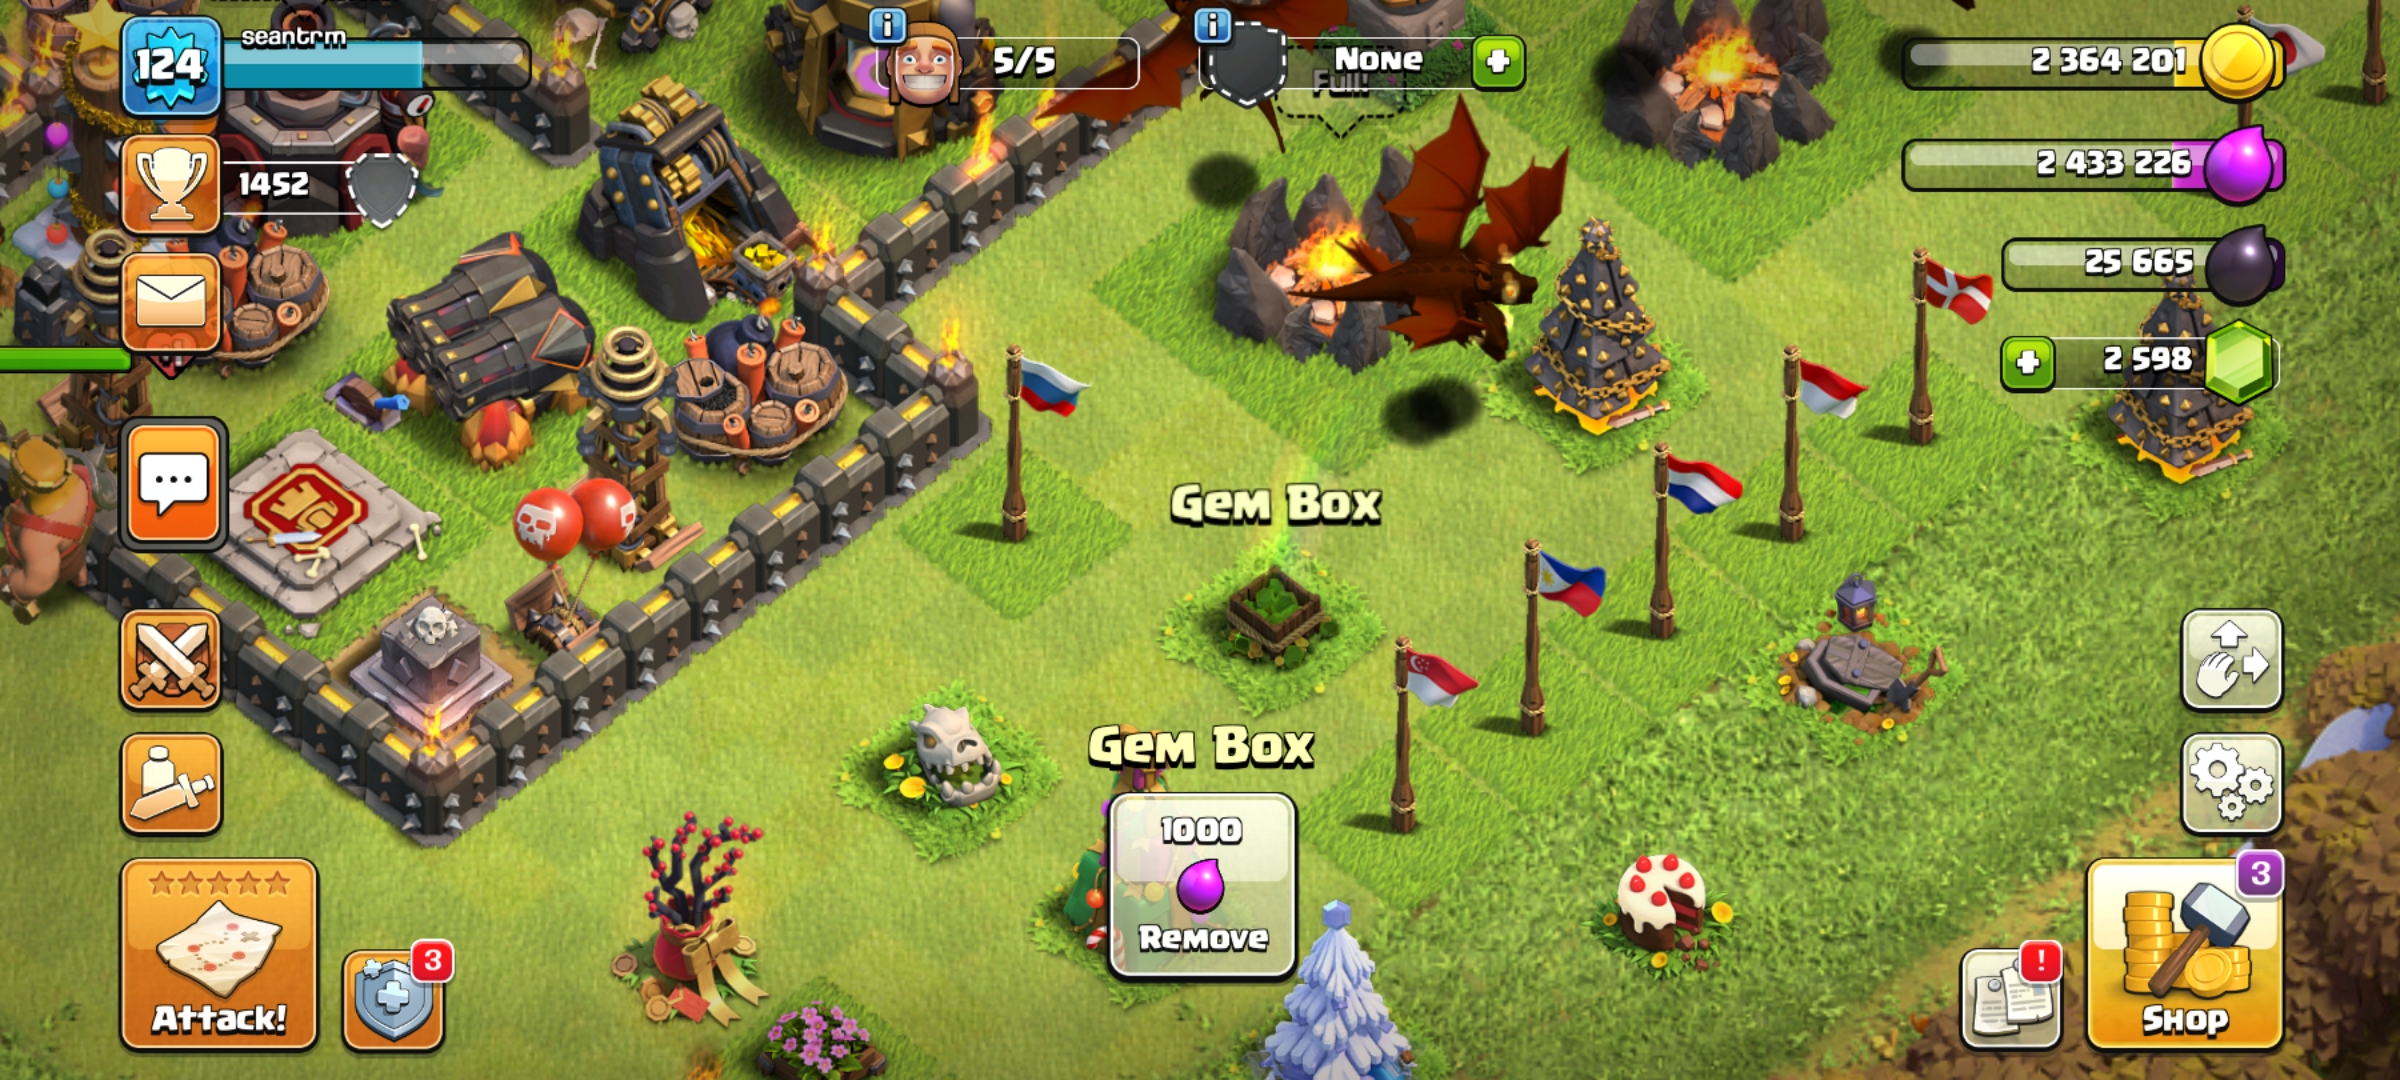 124
seantrm
5/5
None
Full!
2 364 201
1452
2 433 226
25 665
2 598
Gem Box
Gem Box
1000
Remove
3
Attack!
3
!
Shop